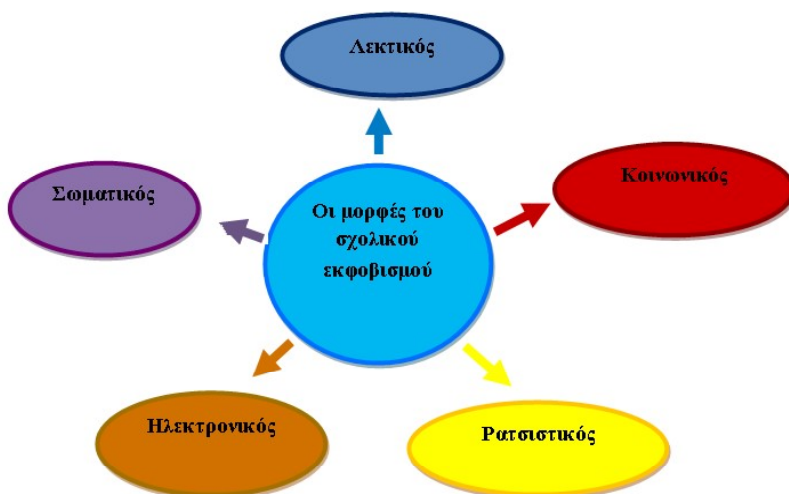 Λεκτικός
Κοινωνικός
Σωματικός
Οι μορφές του
σχολικού
εκφοβισμού
Ηλεκτρονικός
Ρατσιστικός